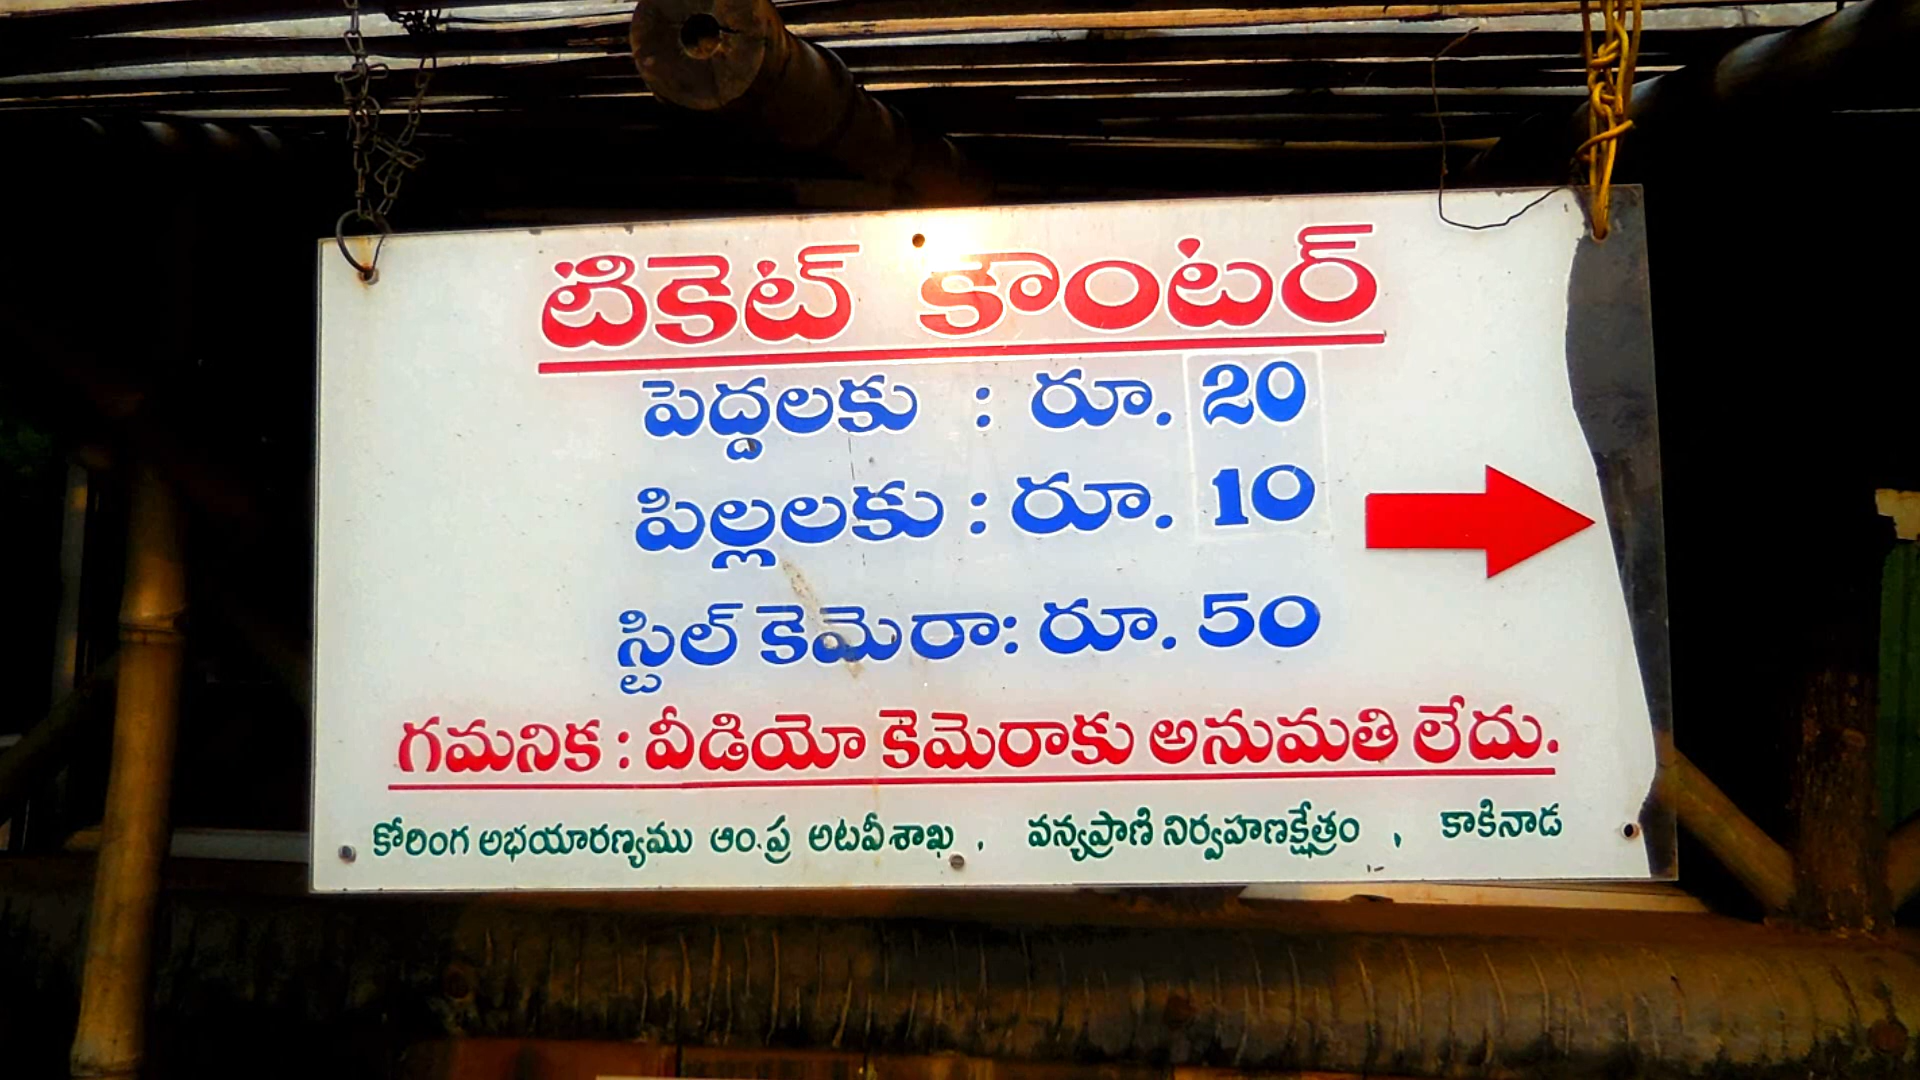 టికెట్ కౌంటర్
పెద్దలకు : రూ. 20
పిల్లలకు : రూ. 10
స్టిల్ కెమెరా: రూ. 50
గమనిక : వీడియో కెమెరాకు అనుమతి లేదు.
కోరింగ అభయారణ్యము ఆం.ప్ర అటవీశాఖ , వన్యప్రాణి నిర్వహణక్షేత్రం , కాకినాడ